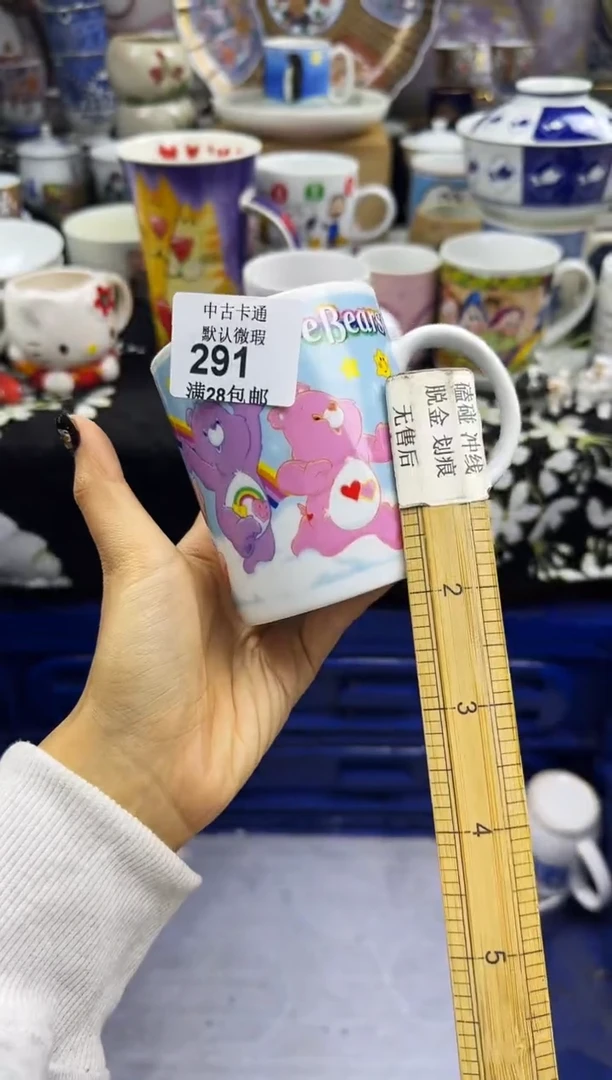 中古卡通
默认微瑕
291
满28包邮
eBears
磕碰 冲线
脱金 划痕
无售后
2
3
4
5